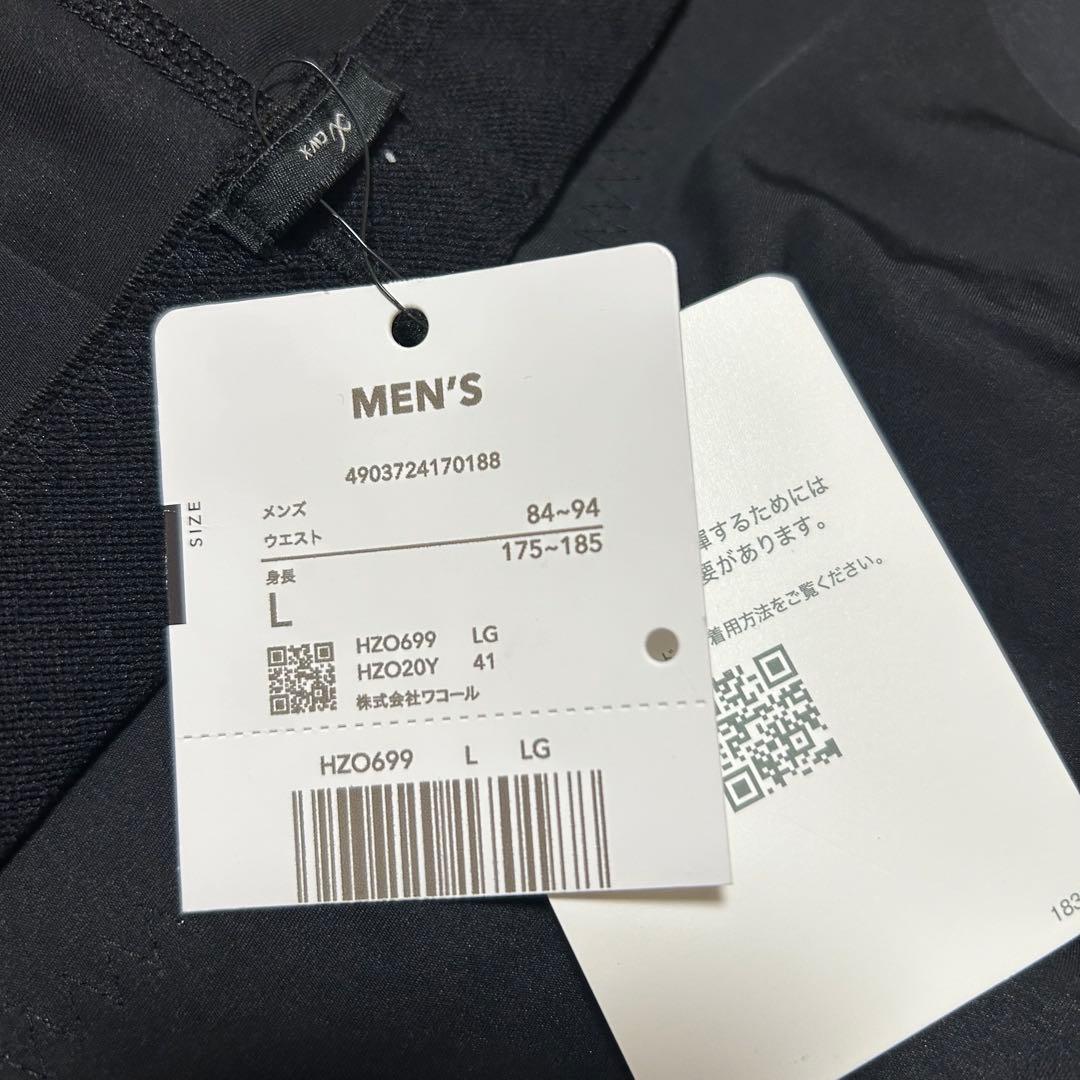 CW-X
MEN'S
4903724170188
SIZE
メンズ
ウエスト 84~94
身長 175~185
L
HZO699 LG
HZO20Y 41
株式会社ワコール
HZO699 L LG
揮するためには
要があります。
着用方法をご覧ください。
183